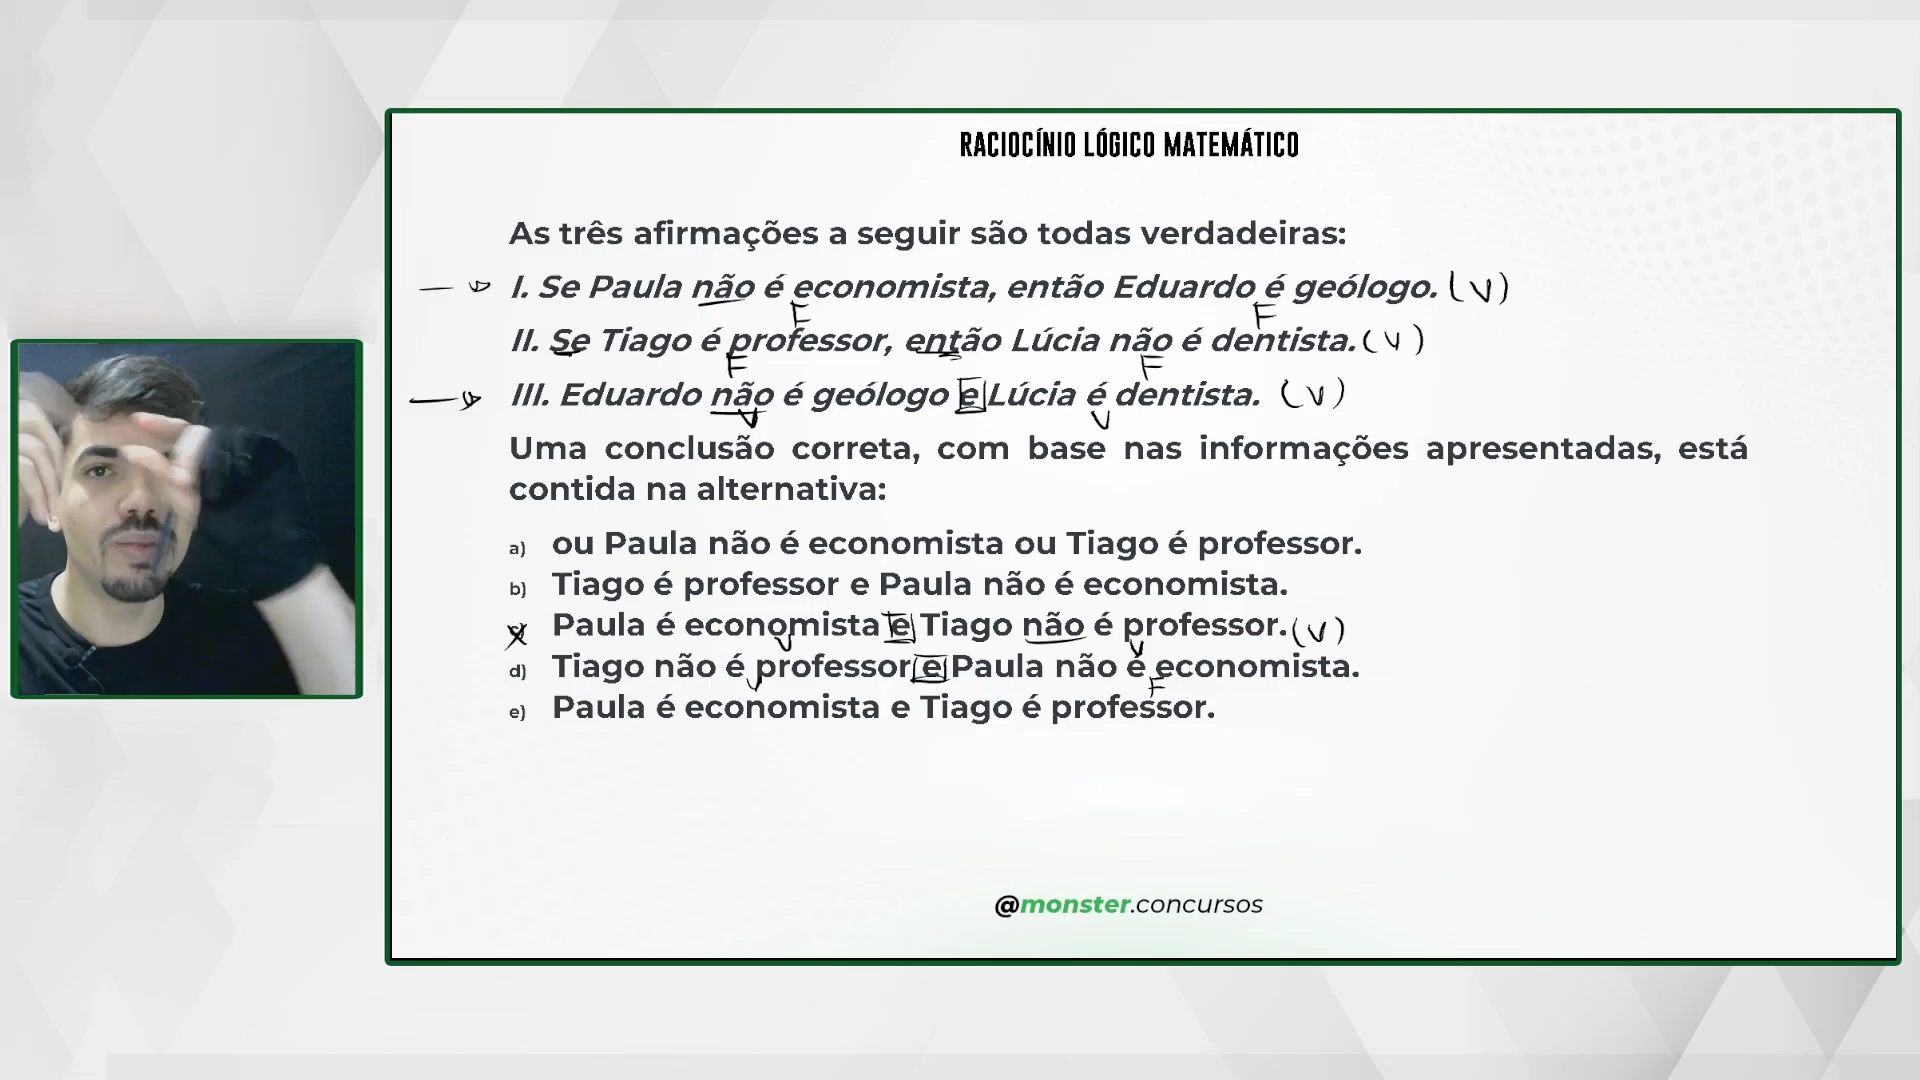 RACIOCÍNIO LÓGICO MATEMÁTICO
As três afirmações a seguir são todas verdadeiras:
I. Se Paula não é economista, então Eduardo é geólogo. (V)
F F
II. Se Tiago é professor, então Lúcia não é dentista. (V)
F F
III. Eduardo não é geólogo e Lúcia é dentista. (V)
V V
Uma conclusão correta, com base nas informações apresentadas, está
contida na alternativa:
a) ou Paula não é economista ou Tiago é professor.
b) Tiago é professor e Paula não é economista.
Paula é economista e Tiago não é professor. (V)
V V
d) Tiago não é professor e Paula não é economista.
V F
e) Paula é economista e Tiago é professor.
@monster.concursos